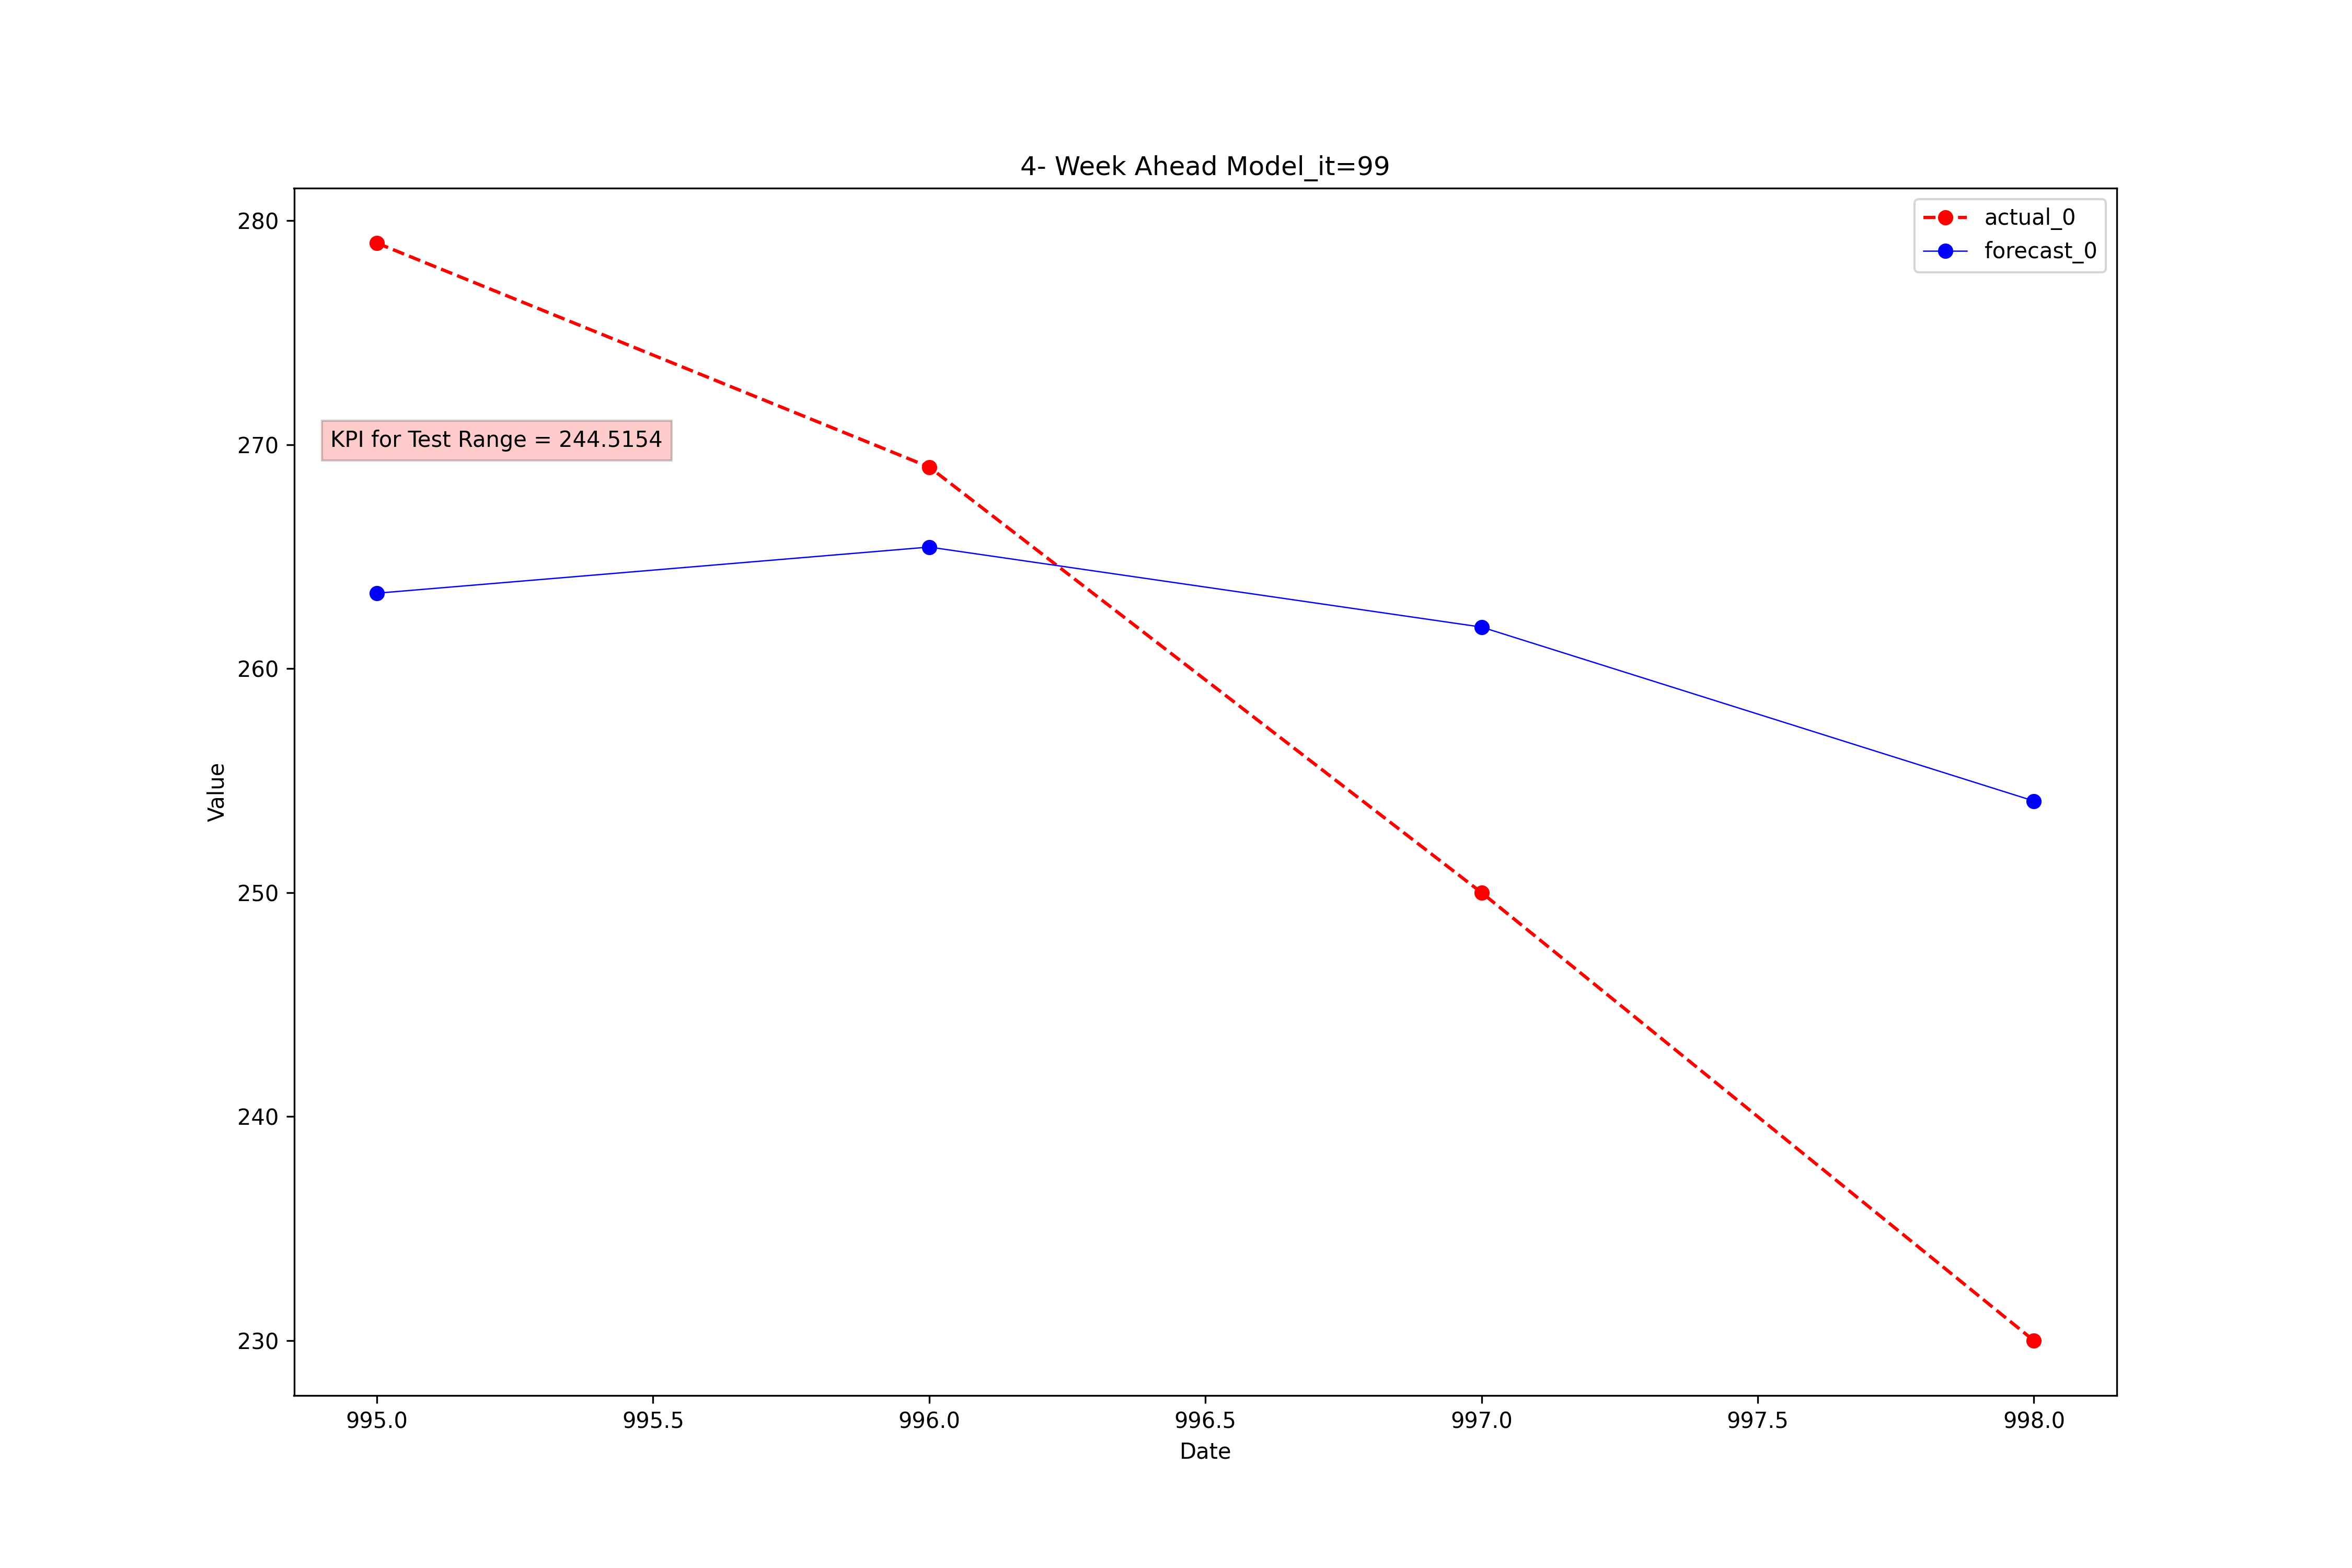 4- Week Ahead Model_it=99
280
270
260
250
240
230
Value
KPI for Test Range = 244.5154
actual_0
forecast_0
995.0 995.5 996.0 996.5 997.0 997.5 998.0
Date